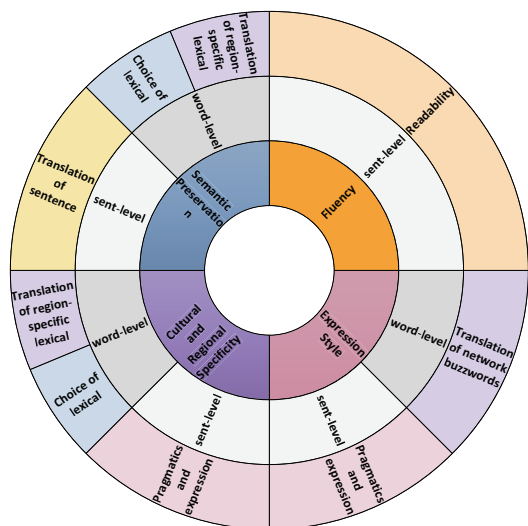 Translation
of region-
specific
lexical
Choice of
lexical
word-level
Readability
sent-level
Translation
of
sentence
sent-level
Semantic
Preservatio
n
Fluency
Translation
of region-
specific
lexical
word-level
Cultural
and
Regional
Specificity
Expression
Style
word-level
Translation
of network
buzzwords
Choice of
lexical
sent-level
sent-level
Pragmatics
and
expression
Pragmatics
and
expression